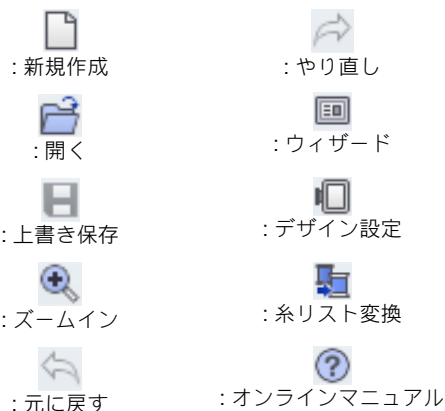 : 新規作成
: やり直し
: 開く
: ウィザード
: 上書き保存
: デザイン設定
: ズームイン
: 糸リスト変換
: 元に戻す
: オンラインマニュアル